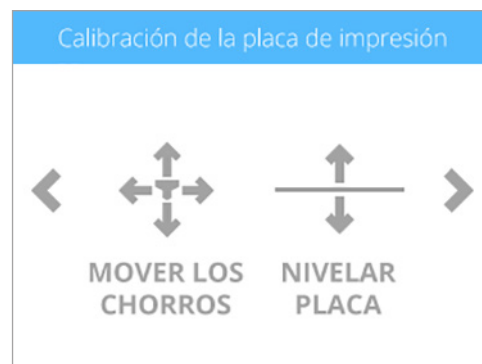 Calibración de la placa de impresión
MOVER LOS
CHORROS
NIVELAR
PLACA